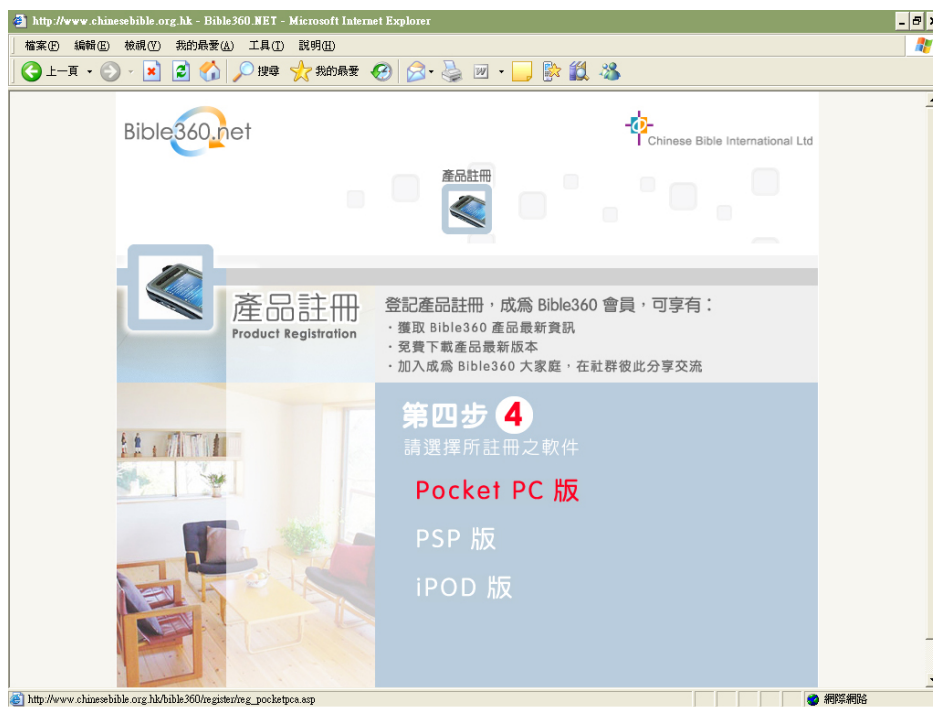 http://www.chinesebible.org.hk - Bible360.NET - Microsoft Internet Explorer
檔案(F) 編輯(E) 檢視(V) 我的最愛(A) 工具(T) 說明(H)
上一頁 搜尋 我的最愛
Bible360.net
Chinese Bible International Ltd
產品註冊
產品註冊
Product Registration
登記產品註冊，成為 Bible360 會員，可享有：
·獲取 Bible360 產品最新資訊
·免費下載產品最新版本
·加入成為 Bible360 大家庭，在社群彼此分享交流
第四步 4
請選擇所註冊之軟件
Pocket PC 版
PSP 版
iPOD 版
http://www.chinesebible.org.hk/bible360/register/reg_pocketpca.asp 網際網路